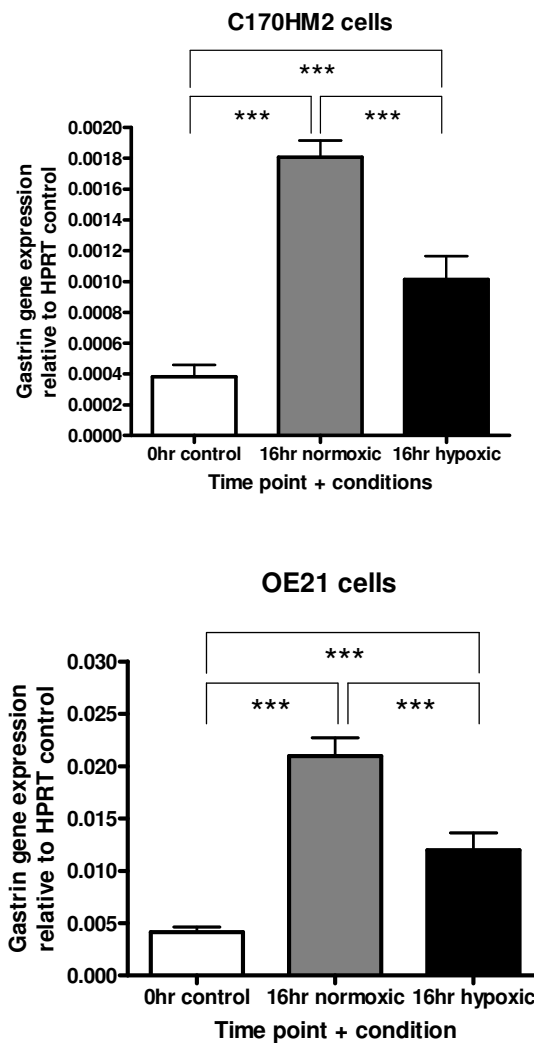 C170HM2 cells
***
***
***
Gastrin gene expression
relative to HPRT control
0.0020
0.0018
0.0016
0.0014
0.0012
0.0010
0.0008
0.0006
0.0004
0.0002
0.0000
0hr control 16hr normoxic 16hr hypoxic
Time point + conditions
OE21 cells
***
***
***
Gastrin gene expression
relative to HPRT control
0.030
0.025
0.020
0.015
0.010
0.005
0.000
0hr control 16hr normoxic 16hr hypoxic
Time point + condition